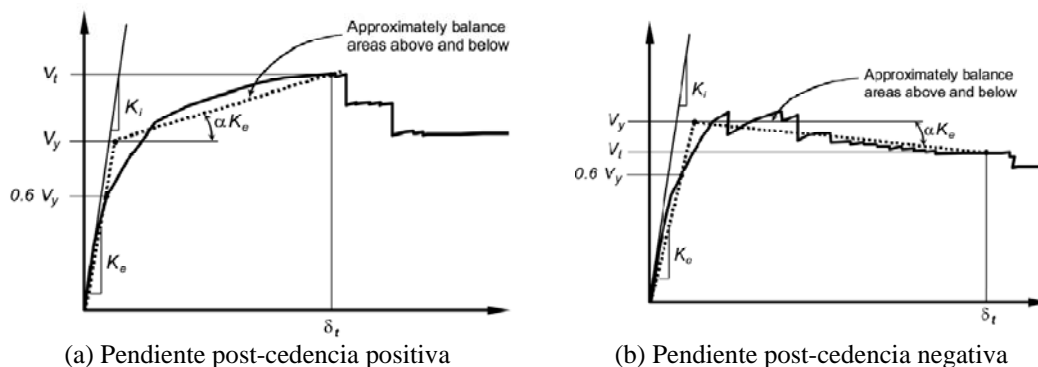 Approximately balance
areas above and below
V_t
K_i
αK_e
V_y
0.6 V_y
K_e
δ_t
(a) Pendiente post-cedencia positiva
Approximately balance
areas above and below
K_i
V_y
αK_e
V_t
0.6 V_y
K_e
δ_t
(b) Pendiente post-cedencia negativa